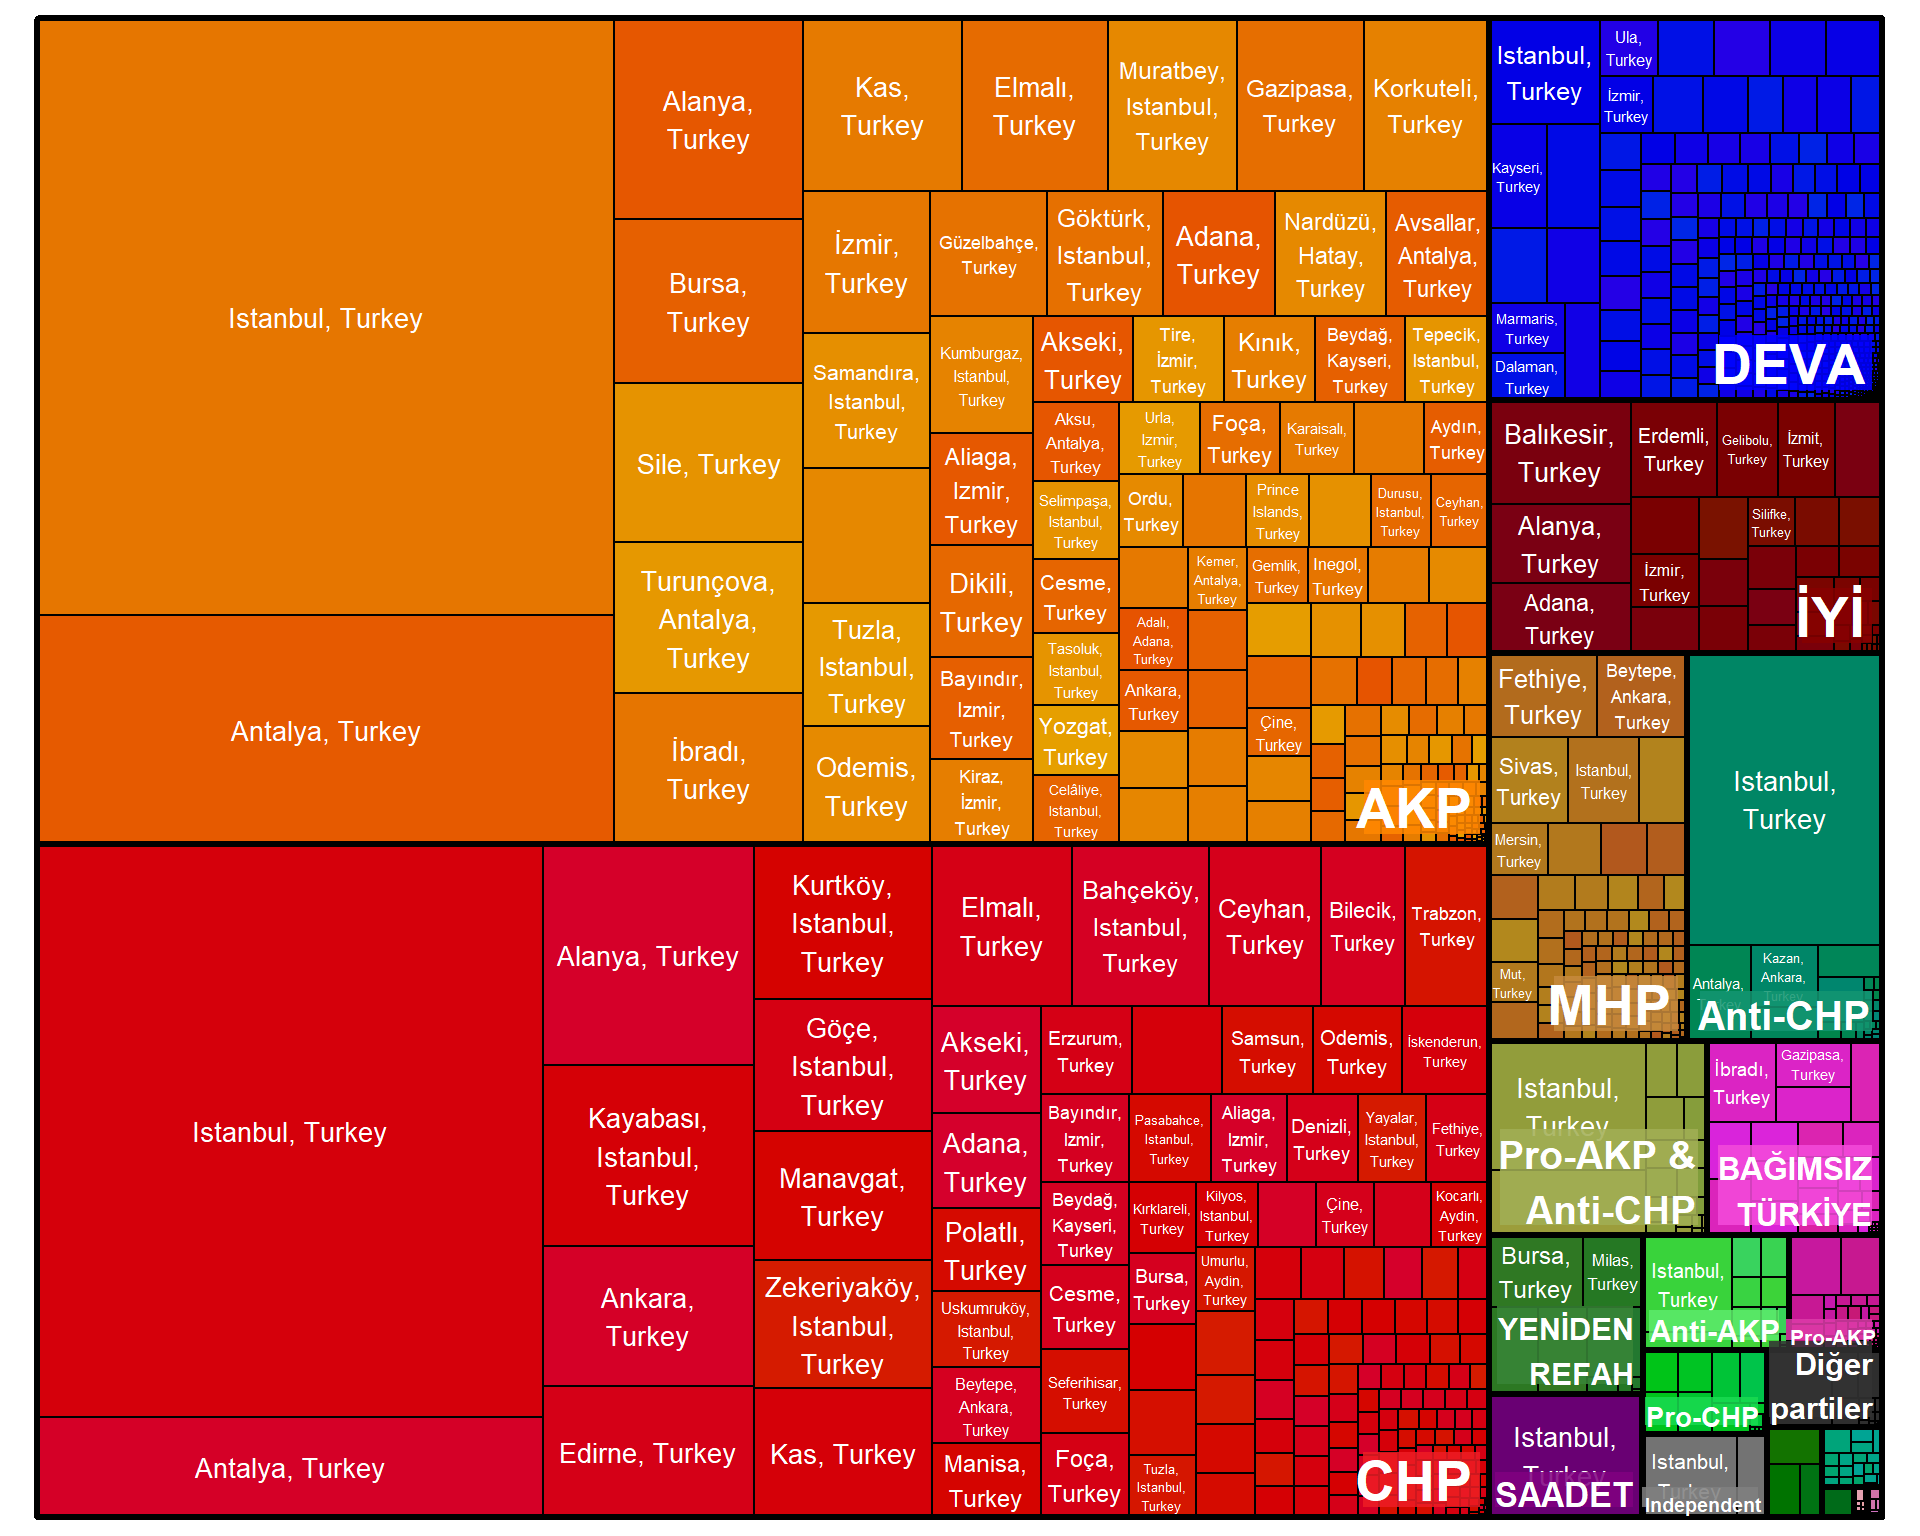 Istanbul, Turkey
Antalya, Turkey
Alanya,
Turkey
Bursa,
Turkey
Sile, Turkey
Turunçova,
Antalya,
Turkey
İbradı,
Turkey
Kas,
Turkey
Elmalı,
Turkey
Muratbey,
Istanbul,
Turkey
Gazipasa,
Turkey
Korkuteli,
Turkey
İzmir,
Turkey
Samandıra,
Istanbul,
Turkey
Tuzla,
Istanbul,
Turkey
Odemis,
Turkey
Güzelbahçe,
Turkey
Göktürk,
Istanbul,
Turkey
Adana,
Turkey
Nardüzü,
Hatay,
Turkey
Avsallar,
Antalya,
Turkey
Kumburgaz,
Istanbul,
Turkey
Aliaga,
Izmir,
Turkey
Dikili,
Turkey
Bayındır,
Izmir,
Turkey
Kiraz,
İzmir,
Turkey
Akseki,
Turkey
Tire,
İzmir,
Turkey
Kınık,
Turkey
Beydağ,
Kayseri,
Turkey
Tepecik,
Istanbul,
Turkey
Aksu,
Antalya,
Turkey
Selimpaşa,
Istanbul,
Turkey
Cesme,
Turkey
Tasoluk,
Istanbul,
Turkey
Yozgat,
Turkey
Celâliye,
Istanbul,
Turkey
Urla,
Izmir,
Turkey
Foça,
Turkey
Karaisalı,
Turkey
Aydın,
Turkey
Ordu,
Turkey
Prince
Islands,
Turkey
Durusu,
Istanbul,
Turkey
Ceyhan,
Turkey
Kemer,
Antalya,
Turkey
Gemlik,
Turkey
Inegol,
Turkey
Adalı,
Adana,
Turkey
Ankara,
Turkey
Çine,
Turkey
AKP
Istanbul, Turkey
Antalya, Turkey
Alanya, Turkey
Kayabası,
Istanbul,
Turkey
Ankara,
Turkey
Edirne, Turkey
Kurtköy,
Istanbul,
Turkey
Göçe,
Istanbul,
Turkey
Manavgat,
Turkey
Zekeriyaköy,
Istanbul,
Turkey
Kas, Turkey
Elmalı,
Turkey
Bahçeköy,
Istanbul,
Turkey
Ceyhan,
Turkey
Bilecik,
Turkey
Trabzon,
Turkey
Akseki,
Turkey
Adana,
Turkey
Polatlı,
Turkey
Uskumruköy,
Istanbul,
Turkey
Beytepe,
Ankara,
Turkey
Manisa,
Turkey
Erzurum,
Turkey
Samsun,
Turkey
Odemis,
Turkey
İskenderun,
Turkey
Bayındır,
Izmir,
Turkey
Pasabahce,
Istanbul,
Turkey
Aliaga,
Izmir,
Turkey
Denizli,
Turkey
Yayalar,
Istanbul,
Turkey
Fethiye,
Turkey
Beydağ,
Kayseri,
Turkey
Cesme,
Turkey
Seferihisar,
Turkey
Foça,
Turkey
Kırklareli,
Turkey
Kilyos,
Istanbul,
Turkey
Çine,
Turkey
Kocarlı,
Aydin,
Turkey
Bursa,
Turkey
Umurlu,
Aydin,
Turkey
Tuzla,
Istanbul,
Turkey
CHP
Istanbul,
Turkey
Ula,
Turkey
İzmir,
Turkey
Kayseri,
Turkey
Marmaris,
Turkey
Dalaman,
Turkey
DEVA
Balıkesir,
Turkey
Alanya,
Turkey
Adana,
Turkey
Erdemli,
Turkey
Gelibolu,
Turkey
İzmit,
Turkey
Silifke,
Turkey
İzmir,
Turkey
İYİ
Fethiye,
Turkey
Beytepe,
Ankara,
Turkey
Sivas,
Turkey
Istanbul,
Turkey
Mersin,
Turkey
Mut,
Turkey
MHP
Istanbul,
Turkey
Antalya,
Turkey
Kazan,
Ankara,
Turkey
Anti-CHP
Istanbul,
Turkey
Pro-AKP &
Anti-CHP
İbradı,
Turkey
Gazipasa,
Turkey
BAĞIMSIZ
TÜRKİYE
Bursa,
Turkey
Milas,
Turkey
YENİDEN
REFAH
Istanbul,
Turkey
Anti-AKP
Pro-AKP
Pro-CHP
Diğer
partiler
Istanbul,
Turkey
SAADET
Istanbul,
Turkey
Independent